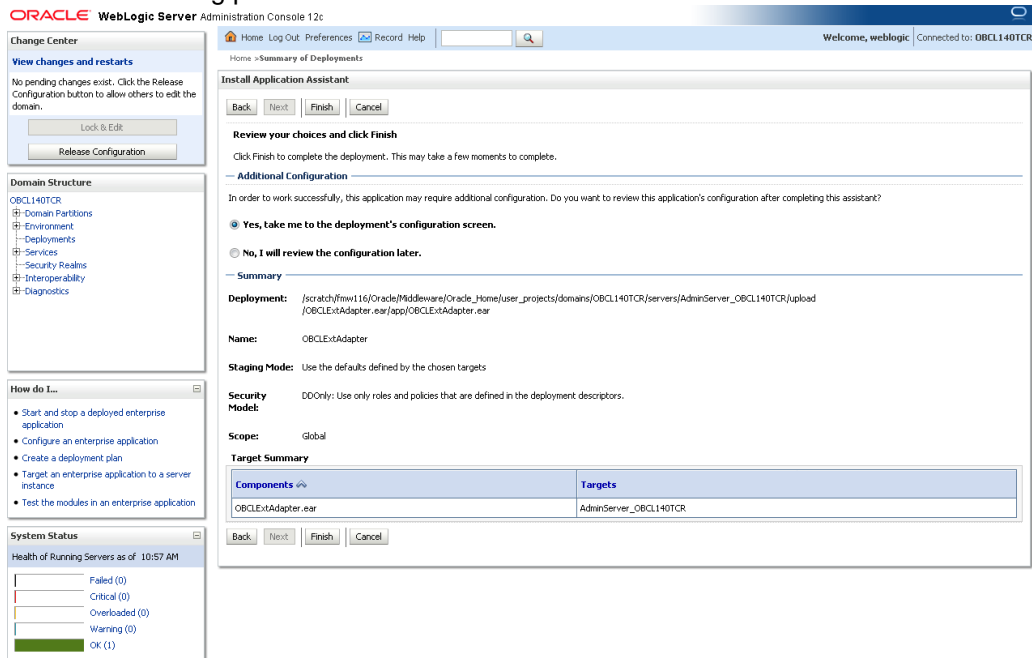 ORACLE WebLogic Server Administration Console 12c
Change Center
View changes and restarts
No pending changes exist. Click the Release
Configuration button to allow others to edit the
domain.
Lock & Edit
Release Configuration
Domain Structure
OBCL140TCR
Domain Partitions
Environment
Deployments
Services
Security Realms
Interoperability
Diagnostics
How do I...
Start and stop a deployed enterprise
application
Configure an enterprise application
Create a deployment plan
Target an enterprise application to a server
instance
Test the modules in an enterprise application
System Status
Health of Running Servers as of 10:57 AM
Failed (0)
Critical (0)
Overloaded (0)
Warning (0)
OK (1)
Home Log Out Preferences Record Help
Welcome, weblogic Connected to: OBCL140TCR
Home >Summary of Deployments
Install Application Assistant
Back Next Finish Cancel
Review your choices and click Finish
Click Finish to complete the deployment. This may take a few moments to complete.
Additional Configuration
In order to work successfully, this application may require additional configuration. Do you want to review this application's configuration after completing this assistant?
Yes, take me to the deployment's configuration screen.
No, I will review the configuration later.
Summary
Deployment: /scratch/fmw116/Oracle/Middleware/Oracle_Home/user_projects/domains/OBCL140TCR/servers/AdminServer_OBCL140TCR/upload
/OBCLExtAdapter.ear/app/OBCLExtAdapter.ear
Name: OBCLExtAdapter
Staging Mode: Use the defaults defined by the chosen targets
Security DDOnly: Use only roles and policies that are defined in the deployment descriptors.
Model:
Scope: Global
Target Summary
Components Targets
OBCLExtAdapter.ear AdminServer_OBCL140TCR
Back Next Finish Cancel